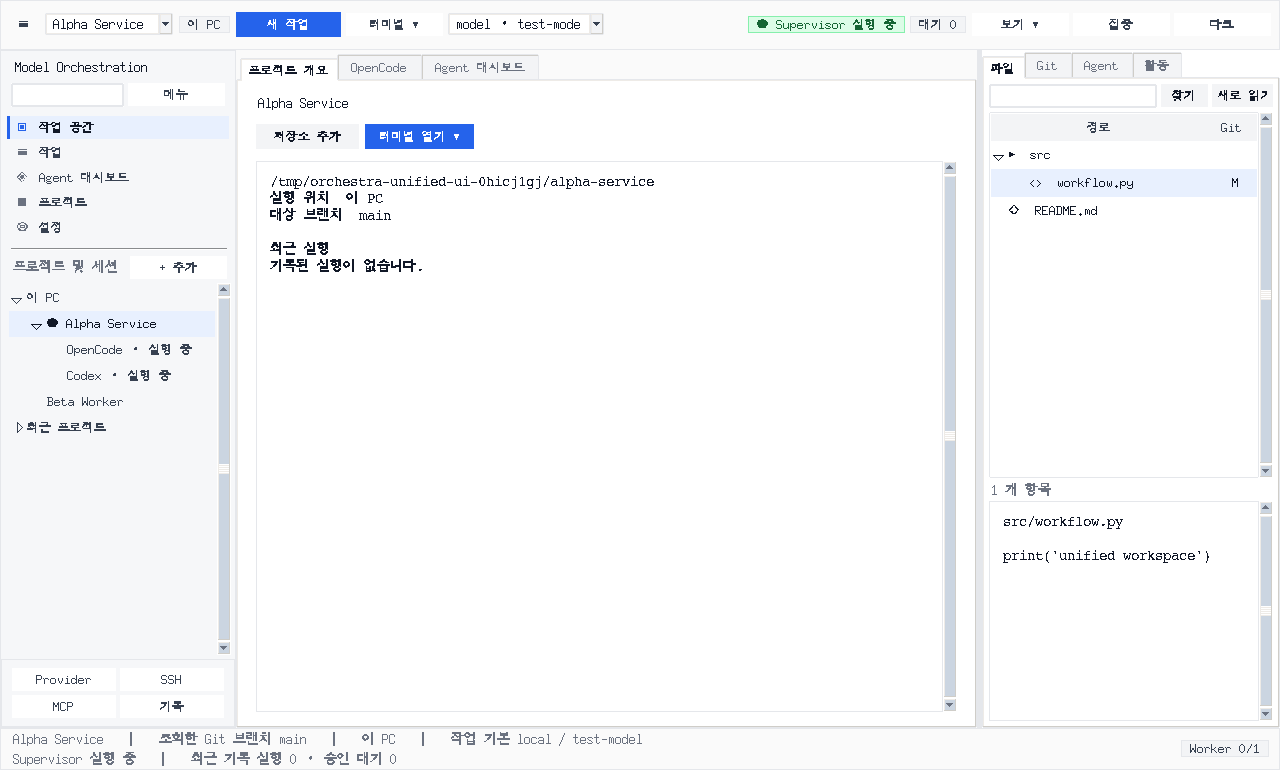 Alpha Service 이 PC 새 작업 터미널 ▾ model • test-mode Supervisor 실행 중 대기 0 보기 ▾ 집중 다크
Model Orchestration
메뉴
작업 공간
작업
Agent 대시보드
프로젝트
설정
프로젝트 및 세션 + 추가
이 PC
Alpha Service
OpenCode • 실행 중
Codex • 실행 중
Beta Worker
최근 프로젝트
Provider SSH
MCP 기록
프로젝트 개요 OpenCode Agent 대시보드
Alpha Service
저장소 추가 터미널 열기 ▾
/tmp/orchestra-unified-ui-0hicj1gj/alpha-service
실행 위치 이 PC
대상 브랜치 main
최근 실행
기록된 실행이 없습니다.
파일 Git Agent 활동
찾기 새로 읽기
경로 Git
src
workflow.py M
README.md
1 개 항목
src/workflow.py
print('unified workspace')
Alpha Service | 조회한 Git 브랜치 main | 이 PC | 작업 기본 local / test-model
Supervisor 실행 중 | 최근 기록 실행 0 • 승인 대기 0
Worker 0/1